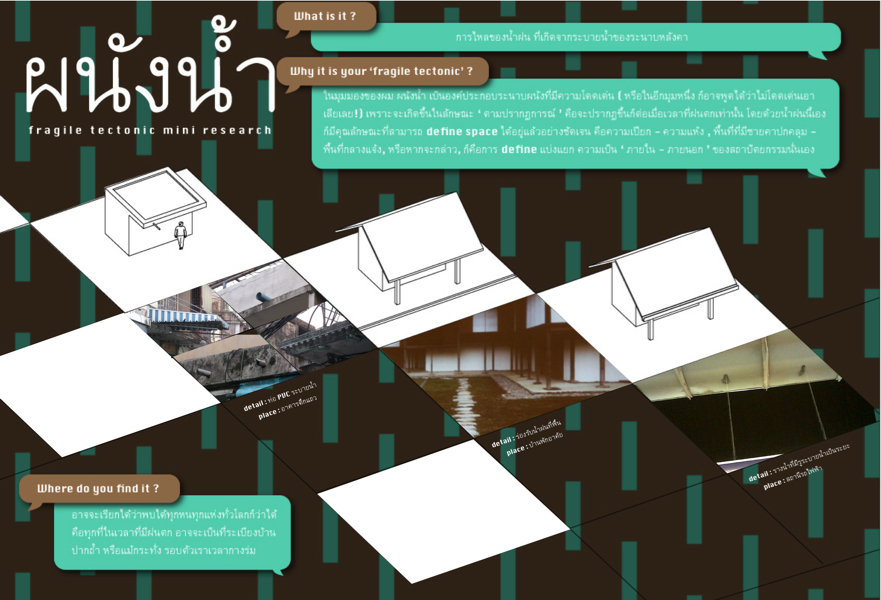 ผนังน้ำ
fragile tectonic mini research
What is it ?
การไหลของน้ำฝน ที่เกิดจากระบายน้ำของระนาบหลังคา
Why it is your ‘fragile tectonic’ ?
ในมุมมองของผม ผนังน้ำ เป็นองค์ประกอบระนาบผนังที่มีความโดดเด่น ( หรือในอีกมุมหนึ่ง ก็อาจพูดได้ว่าไม่โดดเด่นเอา
เสียเลย!) เพราะจะเกิดขึ้นในลักษณะ ‘ ตามปรากฏการณ์ ’ คือจะปรากฏขึ้นก็ต่อเมื่อเวลาที่ฝนตกเท่านั้น โดยตัวน้ำฝนนี้เอง
ก็มีคุณลักษณะที่สามารถ define space ได้อยู่แล้วอย่างชัดเจน คือความเปียก - ความแห้ง , พื้นที่ที่มีชายคาปกคลุม -
พื้นที่กลางแจ้ง, หรือหากจะกล่าว, ก็คือการ define แบ่งแยก ความเป็น ‘ ภายใน - ภายนอก ’ ของสถาปัตยกรรมนั่นเอง
detail : ท่อ PVC ระบายน้ำ
place : อาคารตึกแถว
detail : ร่องรับน้ำฝนที่พื้น
place : บ้านพักอาศัย
detail : รางน้ำที่มีรูระบายน้ำเป็นระยะ
place : สถานีรถไฟฟ้า
Where do you find it ?
อาจจะเรียกได้ว่าพบได้ทุกหนทุกแห่งทั่วโลกก็ว่าได้
คือทุกที่ในเวลาที่มีฝนตก อาจจะเป็นที่ระเบียงบ้าน
ปากถ้ำ หรือแม้กระทั่ง รอบตัวเราเวลากางร่ม